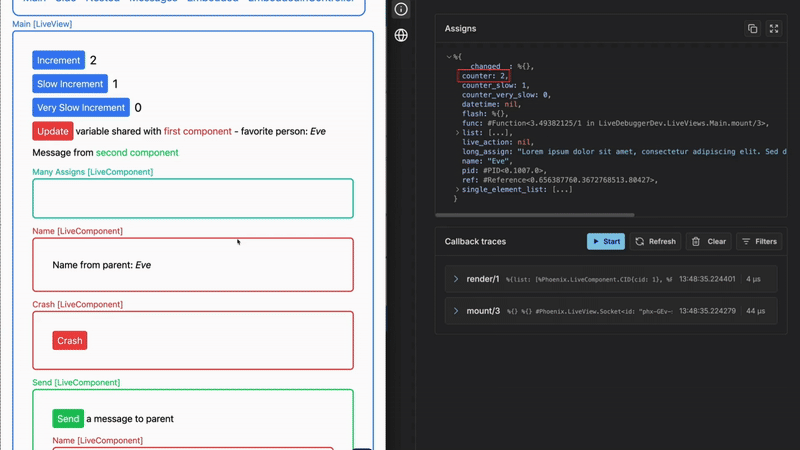 Main Side Nested Messages Embedded EmbeddedInController
Main [LiveView]
Increment 2
Slow Increment 1
Very Slow Increment 0
Update variable shared with first component - favorite person: Eve
Message from second component
Many Assigns [LiveComponent]
Name [LiveComponent]
Name from parent: Eve
Crash [LiveComponent]
Crash
Send [LiveComponent]
Send a message to parent
Name [LiveComponent]
Assigns
%{
__changed__: %{},
counter: 2,
counter_slow: 1,
counter_very_slow: 0,
datetime: nil,
flash: %{},
func: #Function<3.49382125/1 in LiveDebuggerDev.LiveViews.Main.mount/3>,
list: [...],
live_action: nil,
long_assign: "Lorem ipsum dolor sit amet, consectetur adipiscing elit. Sed d
name: "Eve",
pid: #PID<0.1007.0>,
ref: #Reference<0.656387760.3672768513.80427>,
single_element_list: [...]
}
Callback traces
Start Refresh Clear Filters
render/1 %{list: [%Phoenix.LiveComponent.CID{cid: 1}, %P 13:48:35.224401 4 µs
mount/3 %{} %{} #Phoenix.LiveView.Socket<id: "phx-GEv- 13:48:35.224279 44 µs